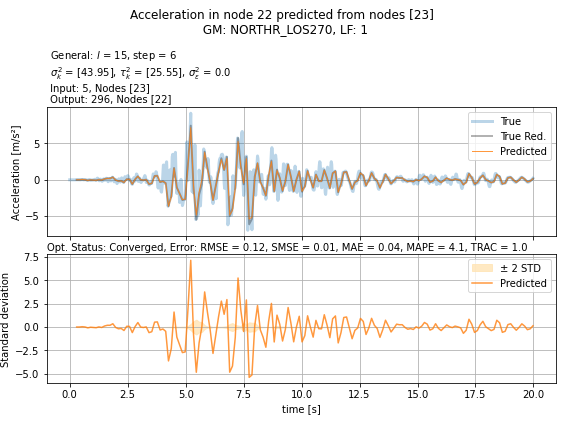 Acceleration in node 22 predicted from nodes [23]
GM: NORTHR_LOS270, LF: 1
General: l = 15, step = 6
σ²ₖ = [43.95], τ²ₖ = [25.55], σ²ε = 0.0
Input: 5, Nodes [23]
Output: 296, Nodes [22]
Acceleration [m/s²]
5
0
−5
True
True Red.
Predicted
Opt. Status: Converged, Error: RMSE = 0.12, SMSE = 0.01, MAE = 0.04, MAPE = 4.1, TRAC = 1.0
Standard deviation
7.5
5.0
2.5
0.0
−2.5
−5.0
± 2 STD
Predicted
0.0 2.5 5.0 7.5 10.0 12.5 15.0 17.5 20.0
time [s]